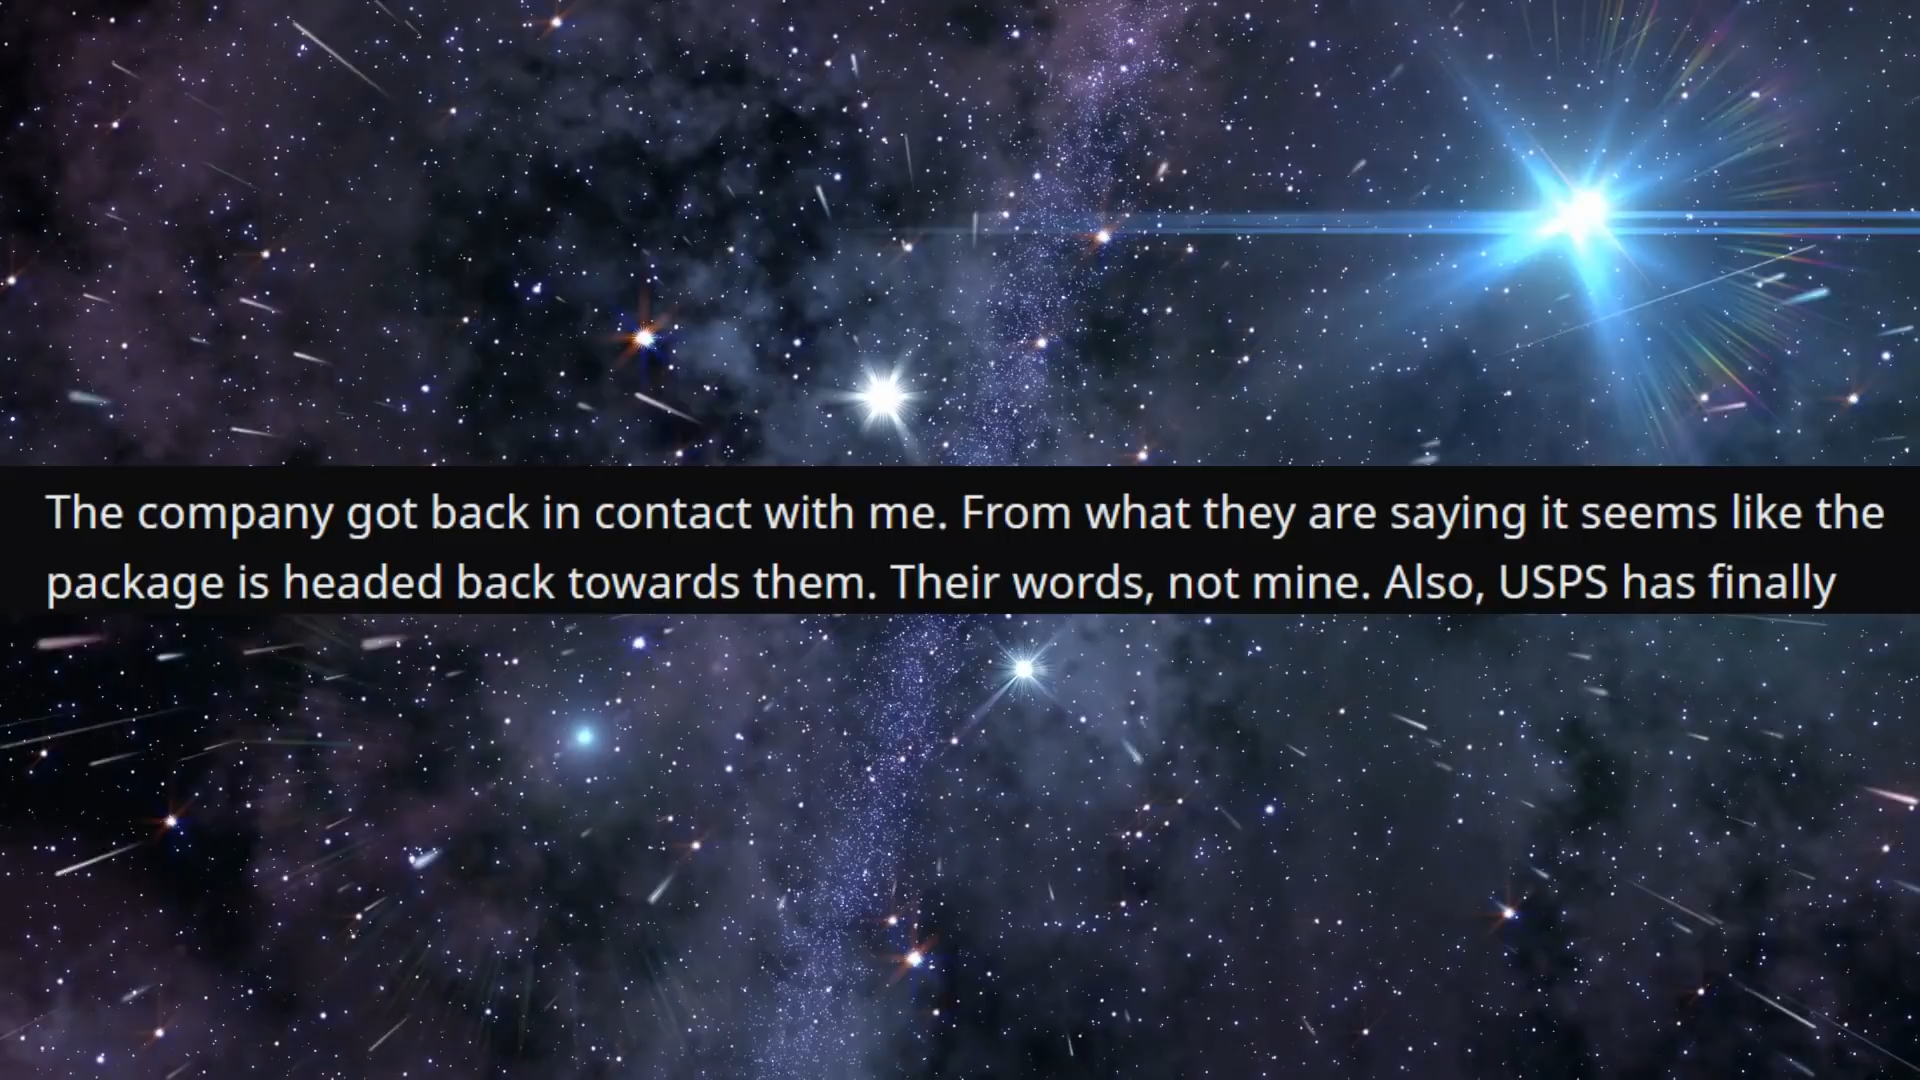 The company got back in contact with me. From what they are saying it seems like the
package is headed back towards them. Their words, not mine. Also, USPS has finally